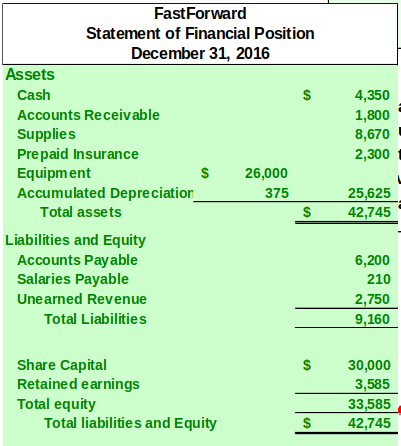 FastForward
Statement of Financial Position
December 31, 2016
Assets
Cash $ 4,350
Accounts Receivable 1,800
Supplies 8,670
Prepaid Insurance 2,300
Equipment $ 26,000
Accumulated Depreciation 375 25,625
Total assets $ 42,745
Liabilities and Equity
Accounts Payable 6,200
Salaries Payable 210
Unearned Revenue 2,750
Total Liabilities 9,160
Share Capital $ 30,000
Retained earnings 3,585
Total equity 33,585
Total liabilities and Equity $ 42,745